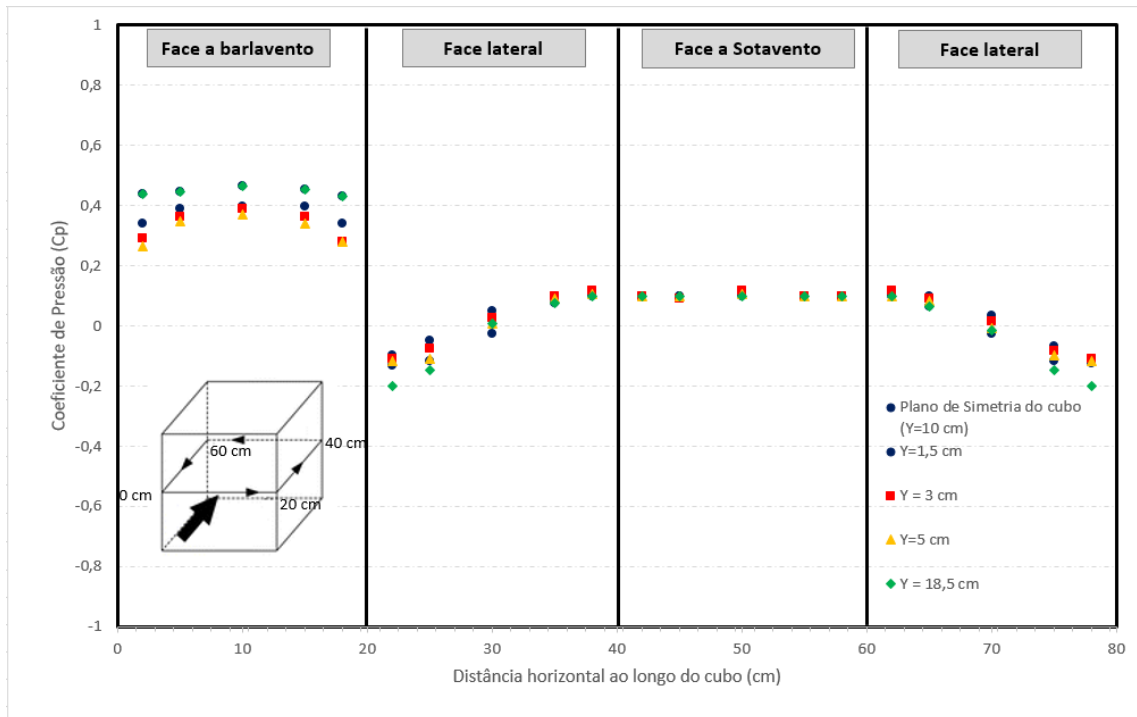 Face a barlavento
Face lateral
Face a Sotavento
Face lateral
Coeficiente de Pressão (Cp)
1
0,8
0,6
0,4
0,2
0
-0,2
-0,4
-0,6
-0,8
-1
0 cm
20 cm
40 cm
60 cm
Plano de Simetria do cubo
(Y=10 cm)
Y=1,5 cm
Y = 3 cm
Y=5 cm
Y = 18,5 cm
0 10 20 30 40 50 60 70 80
Distância horizontal ao longo do cubo (cm)